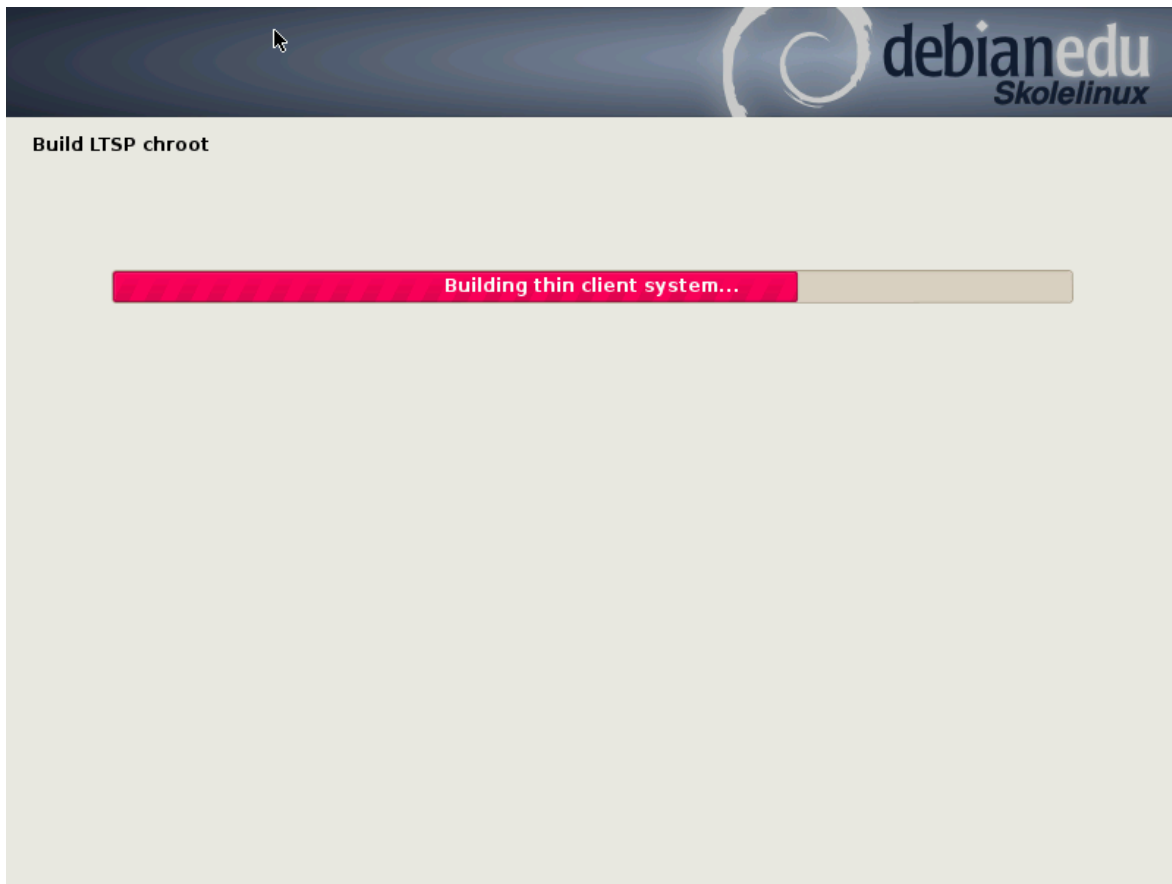 debianedu
Skolelinux
Build LTSP chroot
Building thin client system...